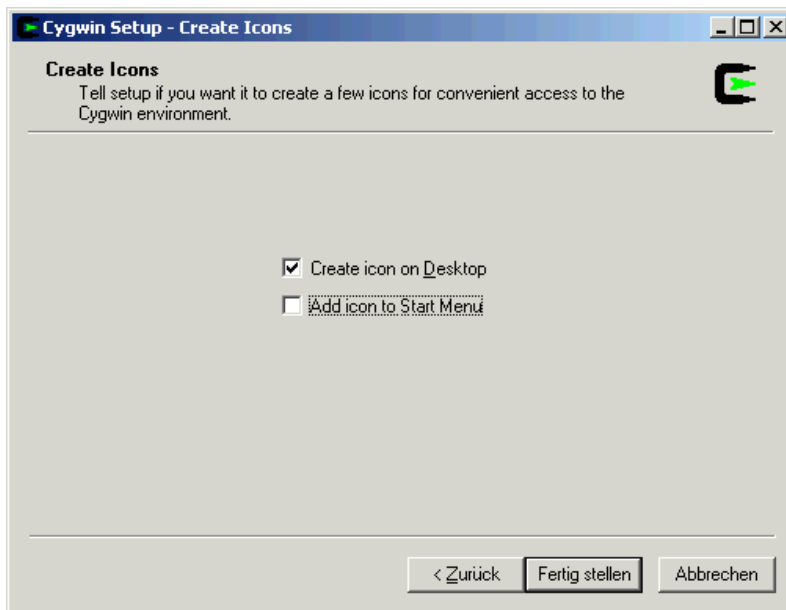 Cygwin Setup - Create Icons
Create Icons
Tell setup if you want it to create a few icons for convenient access to the
Cygwin environment.
Create icon on Desktop
Add icon to Start Menu
< Zurück Fertig stellen Abbrechen